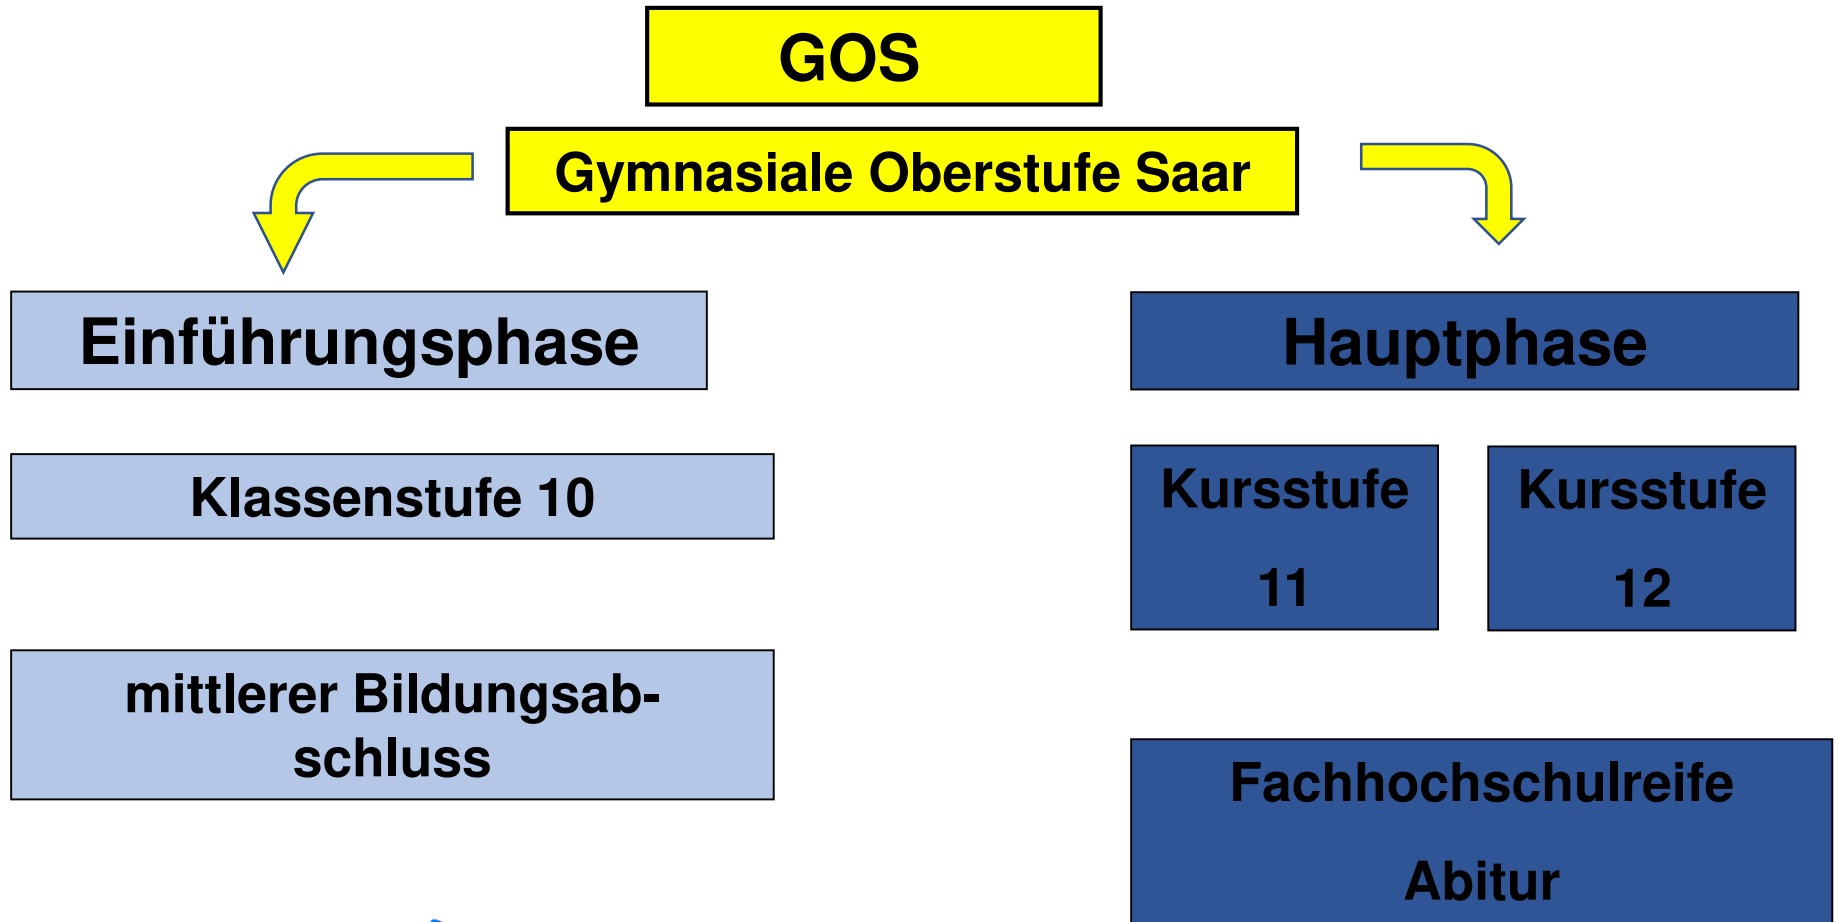 GOS
Gymnasiale Oberstufe Saar
Einführungsphase
Klassenstufe 10
mittlerer Bildungsab-
schluss
Hauptphase
Kursstufe
11
Kursstufe
12
Fachhochschulreife
Abitur